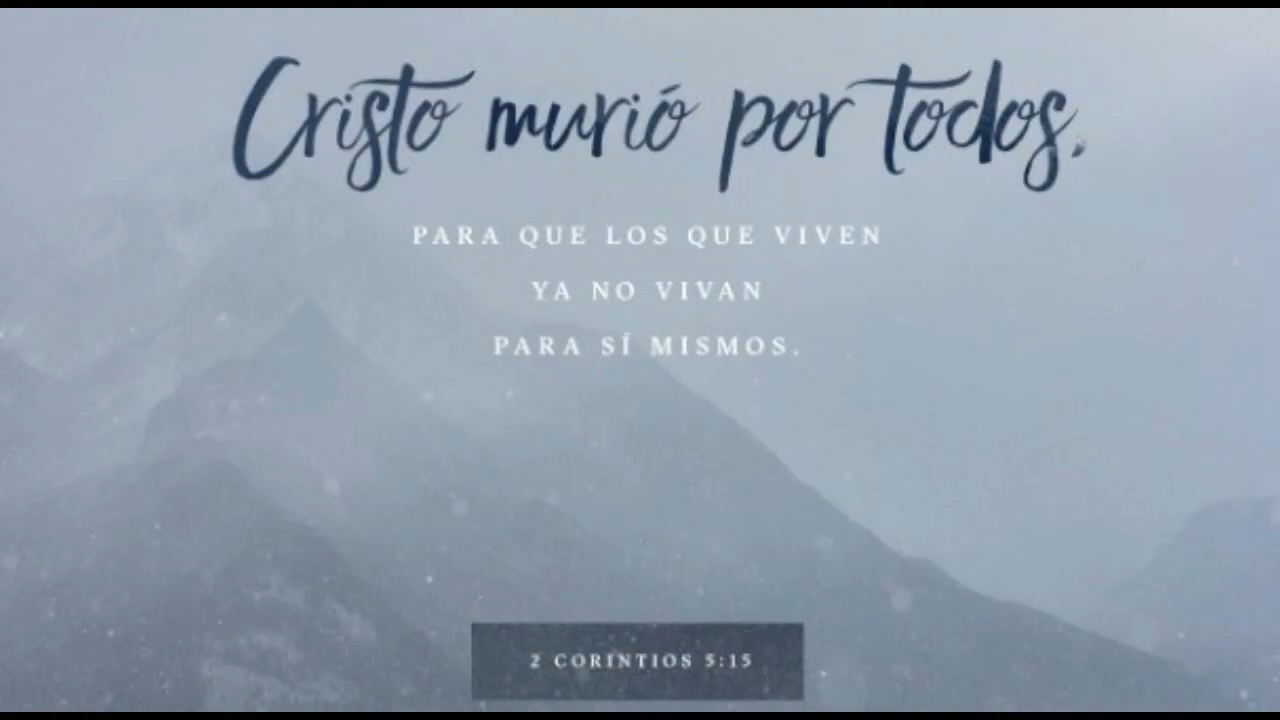 Cristo murió por todos,
PARA QUE LOS QUE VIVEN
YA NO VIVAN
PARA SÍ MISMOS.
2 CORINTIOS 5:15